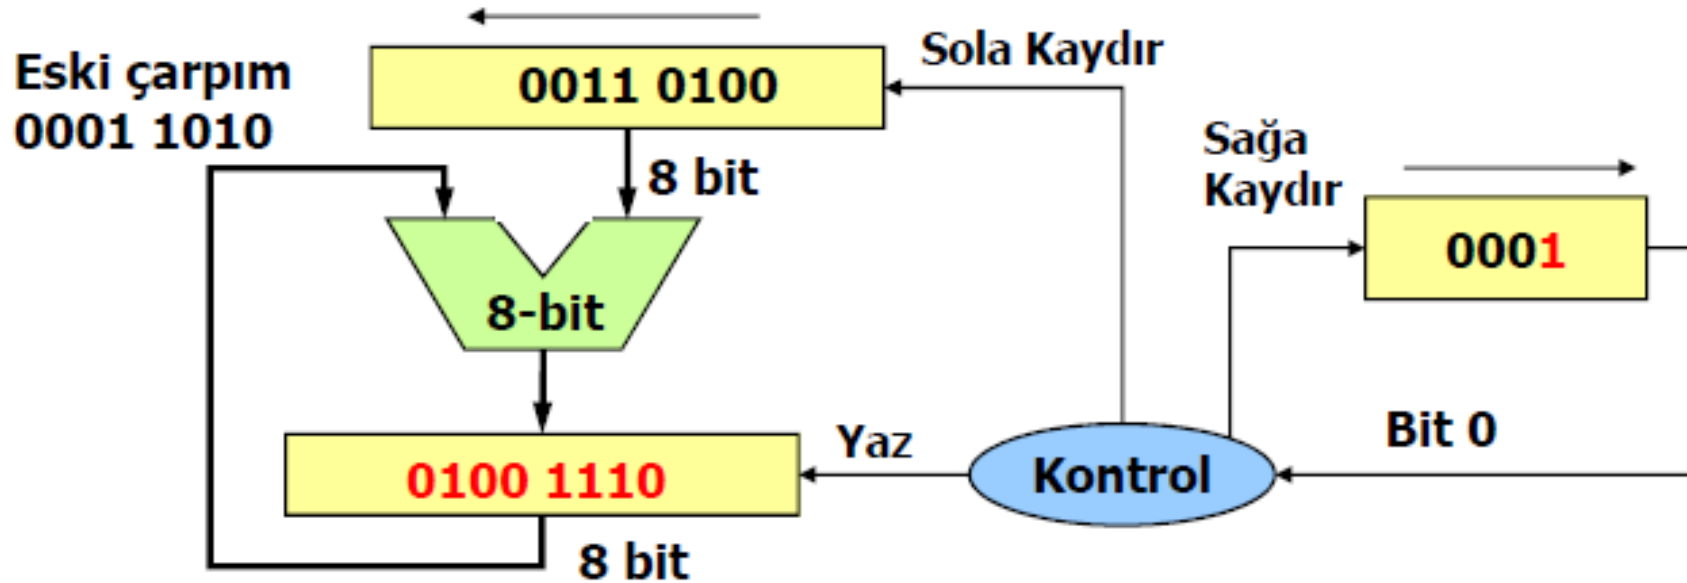 Eski çarpım
0001 1010
0011 0100
Sola Kaydır
8 bit
Sağa
Kaydır
0001
8-bit
0100 1110
Yaz
Kontrol
Bit 0
8 bit